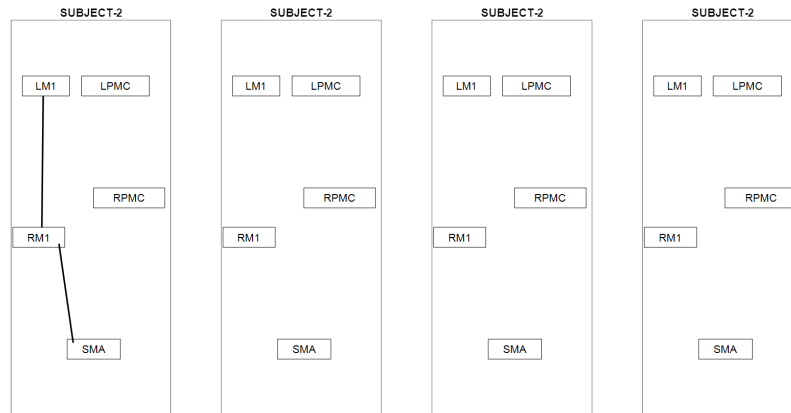 SUBJECT-2 SUBJECT-2 SUBJECT-2 SUBJECT-2
LM1 LPMC LM1 LPMC LM1 LPMC LM1 LPMC
RPMC RPMC RPMC RPMC
RM1 RM1 RM1 RM1
SMA SMA SMA SMA